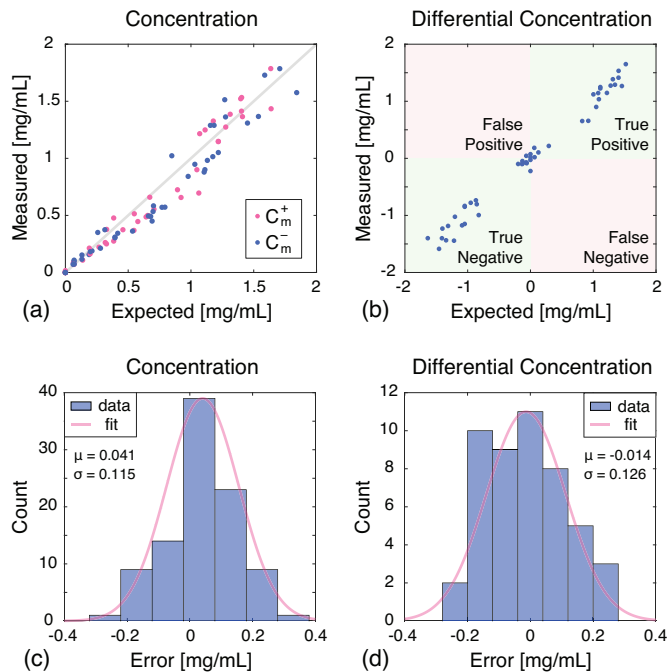 Concentration
Measured [mg/mL]
2
1.5
1
0.5
0
0
0.5
1
1.5
2
C+m
C−m
(a)
Expected [mg/mL]
Differential Concentration
Measured [mg/mL]
2
1
0
-1
-2
-2
-1
0
1
2
False
Positive
True
Positive
True
Negative
False
Negative
(b)
Expected [mg/mL]
Concentration
Count
40
30
20
10
0
-0.4
-0.2
0
0.2
0.4
data
fit
μ = 0.041
σ = 0.115
(c)
Error [mg/mL]
Differential Concentration
Count
12
10
8
6
4
2
0
-0.4
-0.2
0
0.2
0.4
data
fit
μ = -0.014
σ = 0.126
(d)
Error [mg/mL]